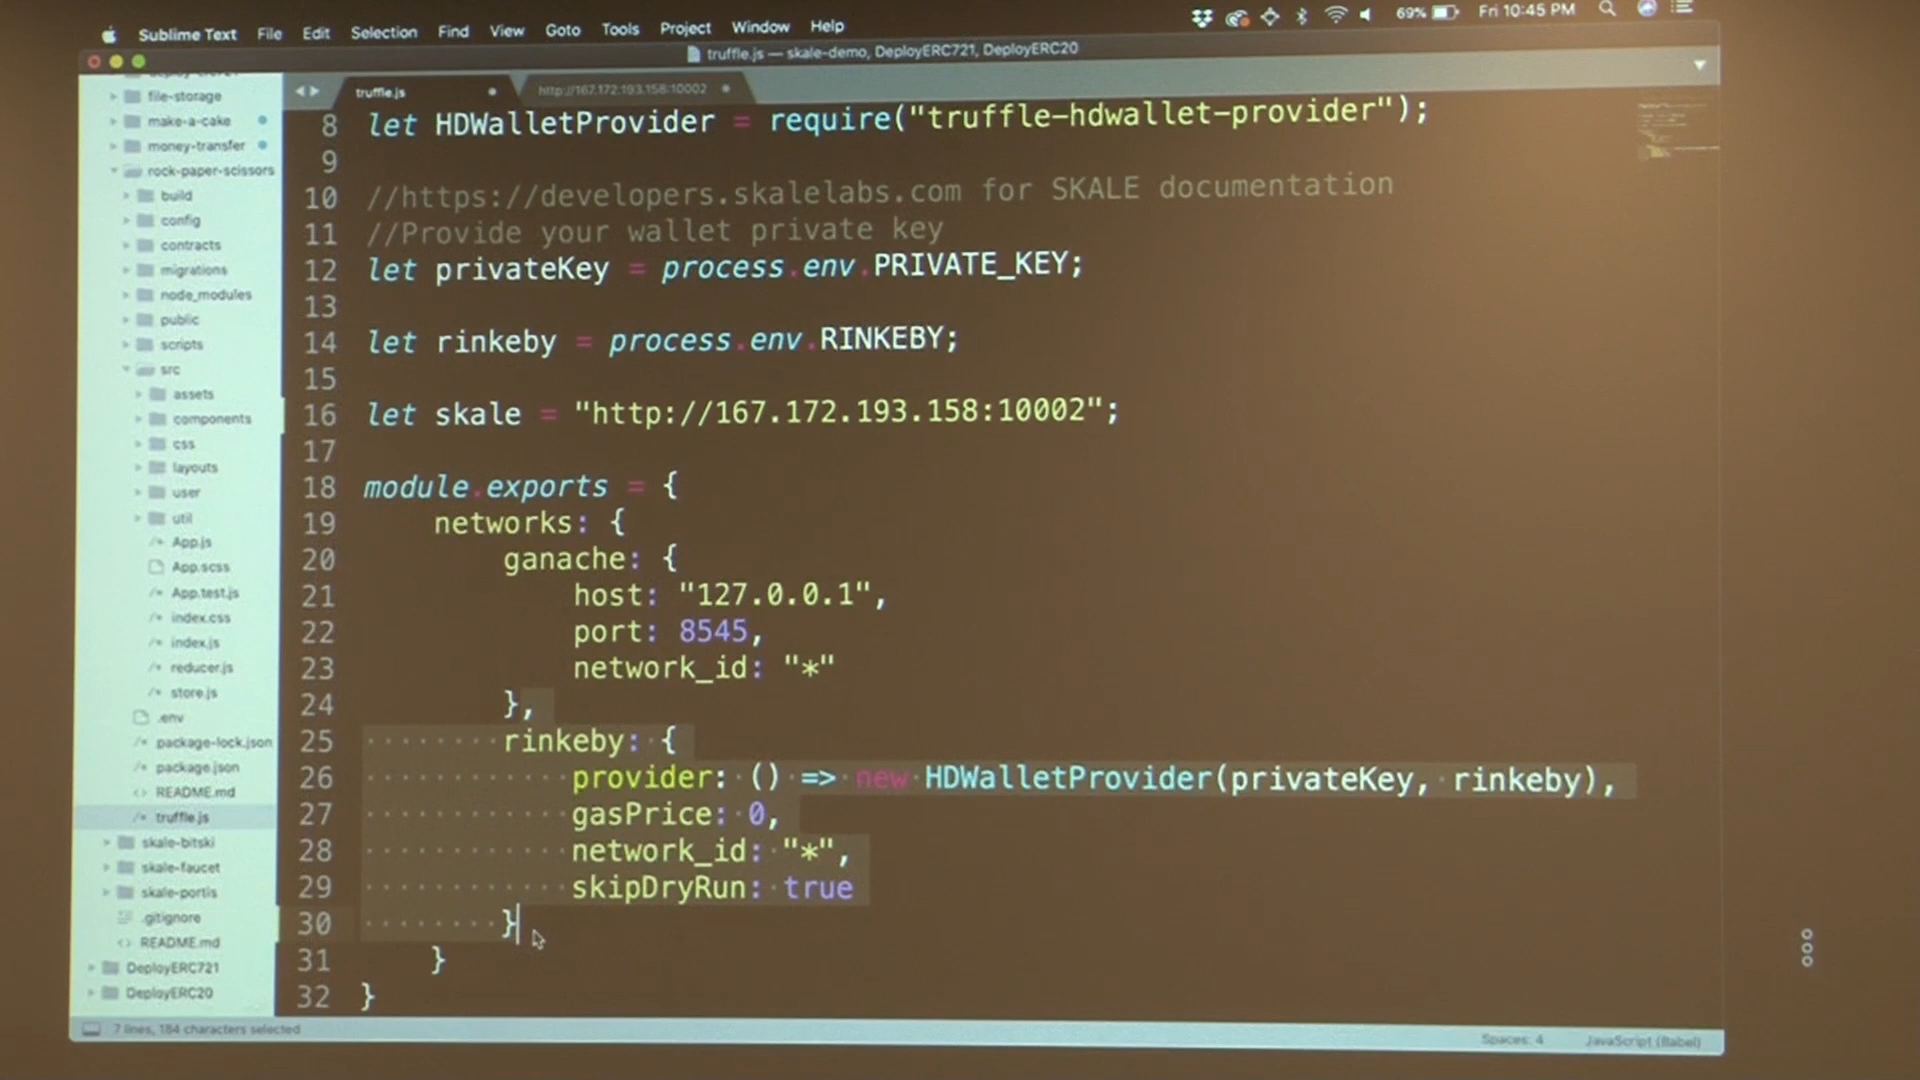 Sublime Text File Edit Selection Find View Goto Tools Project Window Help 69% Fri 10:45 PM
truffle.js — skale-demo, DeployERC721, DeployERC20
truffle.js
http://167.172.193.158:10002
file-storage
make-a-cake
money-transfer
rock-paper-scissors
build
config
contracts
migrations
node_modules
public
scripts
src
assets
components
css
layouts
user
util
App.js
App.scss
App.test.js
index.css
index.js
reducer.js
store.js
.env
package-lock.json
package.json
README.md
truffle.js
skale-bitski
skale-faucet
skale-portis
.gitignore
README.md
DeployERC721
DeployERC20
8 let HDWalletProvider = require("truffle-hdwallet-provider");
9
10 //https://developers.skalelabs.com for SKALE documentation
11 //Provide your wallet private key
12 let privateKey = process.env.PRIVATE_KEY;
13
14 let rinkeby = process.env.RINKEBY;
15
16 let skale = "http://167.172.193.158:10002";
17
18 module.exports = {
19 networks: {
20 ganache: {
21 host: "127.0.0.1",
22 port: 8545,
23 network_id: "*"
24 },
25 rinkeby: {
26 provider: () => new HDWalletProvider(privateKey, rinkeby),
27 gasPrice: 0,
28 network_id: "*",
29 skipDryRun: true
30 }
31 }
32 }
7 lines, 184 characters selected
Spaces: 4
JavaScript (Babel)